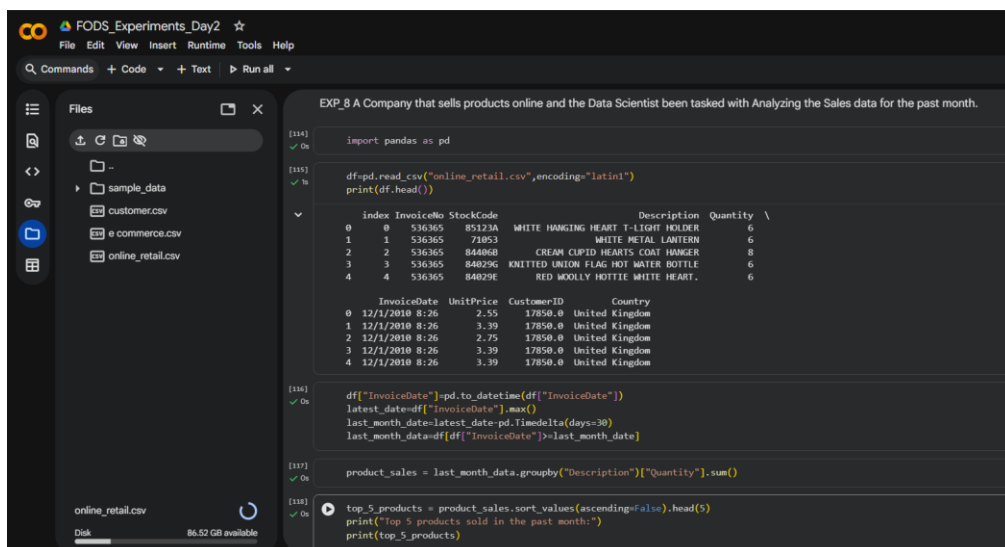 FODS_Experiments_Day2
File Edit View Insert Runtime Tools Help
Commands + Code + Text Run all
Files
..
sample_data
customer.csv
e commerce.csv
online_retail.csv
online_retail.csv
Disk 86.52 GB available
EXP_8 A Company that sells products online and the Data Scientist been tasked with Analyzing the Sales data for the past month.
[114]
0s
import pandas as pd
[115]
1s
df=pd.read_csv("online_retail.csv",encoding="latin1")
print(df.head())
index InvoiceNo StockCode Description Quantity \
0 0 536365 85123A WHITE HANGING HEART T-LIGHT HOLDER 6
1 1 536365 71053 WHITE METAL LANTERN 6
2 2 536365 84406B CREAM CUPID HEARTS COAT HANGER 8
3 3 536365 84029G KNITTED UNION FLAG HOT WATER BOTTLE 6
4 4 536365 84029E RED WOOLLY HOTTIE WHITE HEART. 6
InvoiceDate UnitPrice CustomerID Country
0 12/1/2010 8:26 2.55 17850.0 United Kingdom
1 12/1/2010 8:26 3.39 17850.0 United Kingdom
2 12/1/2010 8:26 2.75 17850.0 United Kingdom
3 12/1/2010 8:26 3.39 17850.0 United Kingdom
4 12/1/2010 8:26 3.39 17850.0 United Kingdom
[116]
0s
df["InvoiceDate"]=pd.to_datetime(df["InvoiceDate"])
latest_date=df["InvoiceDate"].max()
last_month_date=latest_date-pd.Timedelta(days=30)
last_month_data=df[df["InvoiceDate"]>=last_month_date]
[117]
0s
product_sales = last_month_data.groupby("Description")["Quantity"].sum()
[118]
0s
top_5_products = product_sales.sort_values(ascending=False).head(5)
print("Top 5 products sold in the past month:")
print(top_5_products)